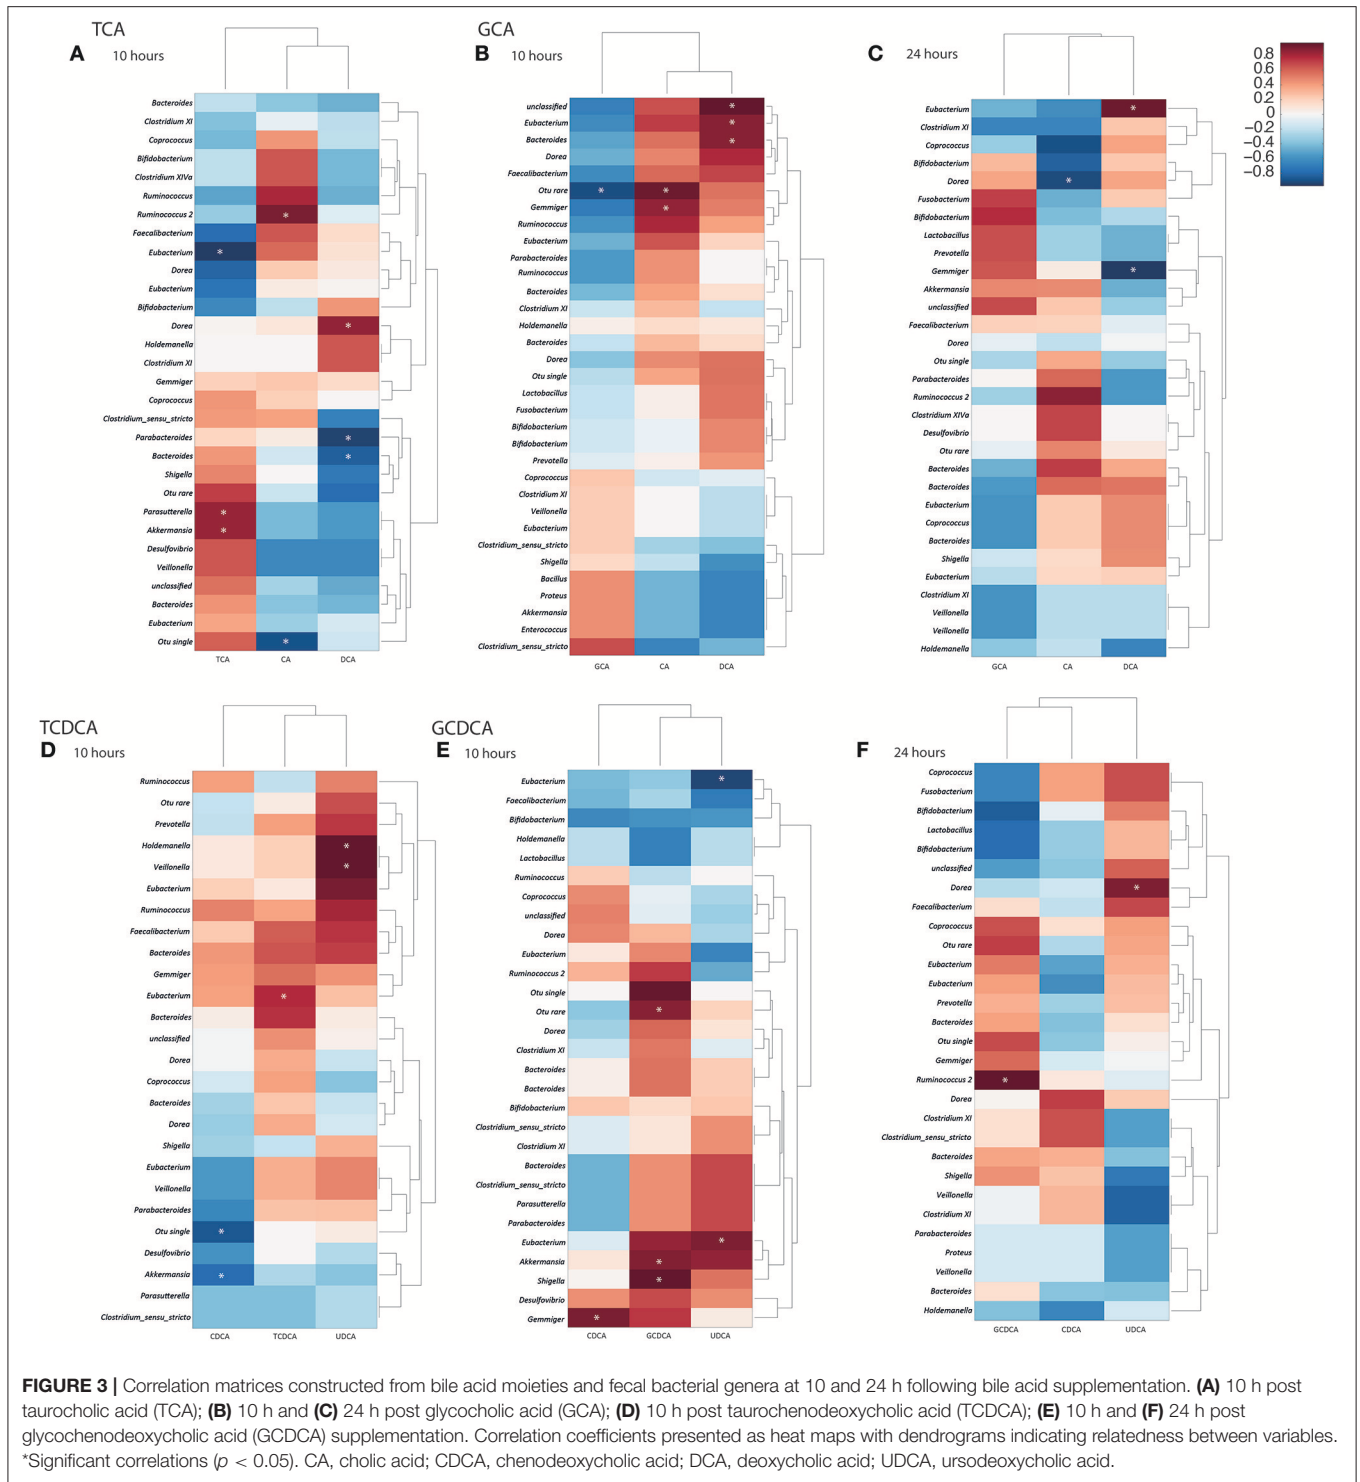 TCA
A 10 hours
Bacteroides
Clostridium XI
Coprococcus
Bifidobacterium
Clostridium XIVa
Ruminococcus
Ruminococcus 2
Faecalibacterium
Eubacterium
Dorea
Eubacterium
Bifidobacterium
Dorea
Holdemanella
Clostridium XI
Gemmiger
Coprococcus
Clostridium_sensu_stricto
Parabacteroides
Bacteroides
Shigella
Otu rare
Parasutterella
Akkermansia
Desulfovibrio
Veillonella
unclassified
Bacteroides
Eubacterium
Otu single
* * * * * * * *
TCA CA DCA
GCA
B 10 hours
unclassified
Eubacterium
Bacteroides
Dorea
Faecalibacterium
Otu rare
Gemmiger
Ruminococcus
Eubacterium
Parabacteroides
Ruminococcus
Bacteroides
Clostridium XI
Holdemanella
Bacteroides
Dorea
Otu single
Lactobacillus
Fusobacterium
Bifidobacterium
Bifidobacterium
Prevotella
Coprococcus
Clostridium XI
Veillonella
Eubacterium
Clostridium_sensu_stricto
Shigella
Bacillus
Proteus
Akkermansia
Enterococcus
Clostridium_sensu_stricto
* * * * * *
GCA CA DCA
C 24 hours
Eubacterium
Clostridium XI
Coprococcus
Bifidobacterium
Dorea
Fusobacterium
Bifidobacterium
Lactobacillus
Prevotella
Gemmiger
Akkermansia
unclassified
Faecalibacterium
Dorea
Otu single
Parabacteroides
Ruminococcus 2
Clostridium XIVa
Desulfovibrio
Otu rare
Bacteroides
Bacteroides
Eubacterium
Coprococcus
Bacteroides
Shigella
Eubacterium
Clostridium XI
Veillonella
Veillonella
Holdemanella
* * *
GCA CA DCA
0.8
0.6
0.4
0.2
0
−0.2
−0.4
−0.6
−0.8
TCDCA
D 10 hours
Ruminococcus
Otu rare
Prevotella
Holdemanella
Veillonella
Eubacterium
Ruminococcus
Faecalibacterium
Bacteroides
Gemmiger
Eubacterium
Bacteroides
unclassified
Dorea
Coprococcus
Bacteroides
Dorea
Shigella
Eubacterium
Veillonella
Parabacteroides
Otu single
Desulfovibrio
Akkermansia
Parasutterella
Clostridium_sensu_stricto
* * * * *
CDCA TCDCA UDCA
GCDCA
E 10 hours
Eubacterium
Faecalibacterium
Bifidobacterium
Holdemanella
Lactobacillus
Ruminococcus
Coprococcus
unclassified
Dorea
Eubacterium
Ruminococcus 2
Otu single
Otu rare
Dorea
Clostridium XI
Bacteroides
Bacteroides
Bifidobacterium
Clostridium_sensu_stricto
Clostridium XI
Bacteroides
Clostridium_sensu_stricto
Parasutterella
Parabacteroides
Eubacterium
Akkermansia
Shigella
Desulfovibrio
Gemmiger
* * * * * *
CDCA GCDCA UDCA
F 24 hours
Coprococcus
Fusobacterium
Bifidobacterium
Lactobacillus
Bifidobacterium
unclassified
Dorea
Faecalibacterium
Coprococcus
Otu rare
Eubacterium
Eubacterium
Prevotella
Bacteroides
Otu single
Gemmiger
Ruminococcus 2
Dorea
Clostridium XI
Clostridium_sensu_stricto
Bacteroides
Shigella
Veillonella
Clostridium XI
Parabacteroides
Proteus
Veillonella
Bacteroides
Holdemanella
* *
GCDCA CDCA UDCA
FIGURE 3 | Correlation matrices constructed from bile acid moieties and fecal bacterial genera at 10 and 24 h following bile acid supplementation. (A) 10 h post
taurocholic acid (TCA); (B) 10 h and (C) 24 h post glycocholic acid (GCA); (D) 10 h post taurochenodeoxycholic acid (TCDCA); (E) 10 h and (F) 24 h post
glycochenodeoxycholic acid (GCDCA) supplementation. Correlation coefficients presented as heat maps with dendrograms indicating relatedness between variables.
*Significant correlations (p < 0.05). CA, cholic acid; CDCA, chenodeoxycholic acid; DCA, deoxycholic acid; UDCA, ursodeoxycholic acid.